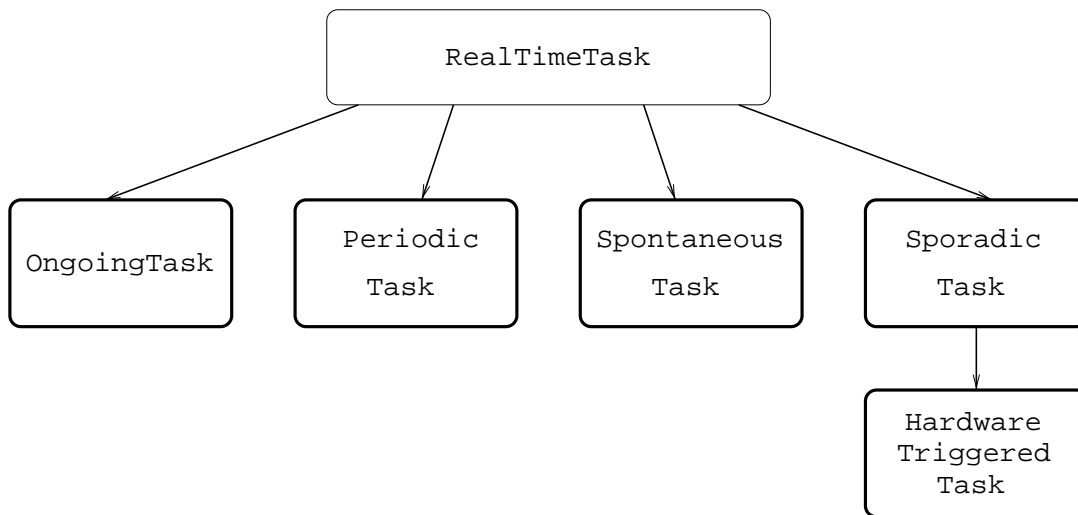 RealTimeTask
OngoingTask
Periodic
Task
Spontaneous
Task
Sporadic
Task
Hardware
Triggered
Task